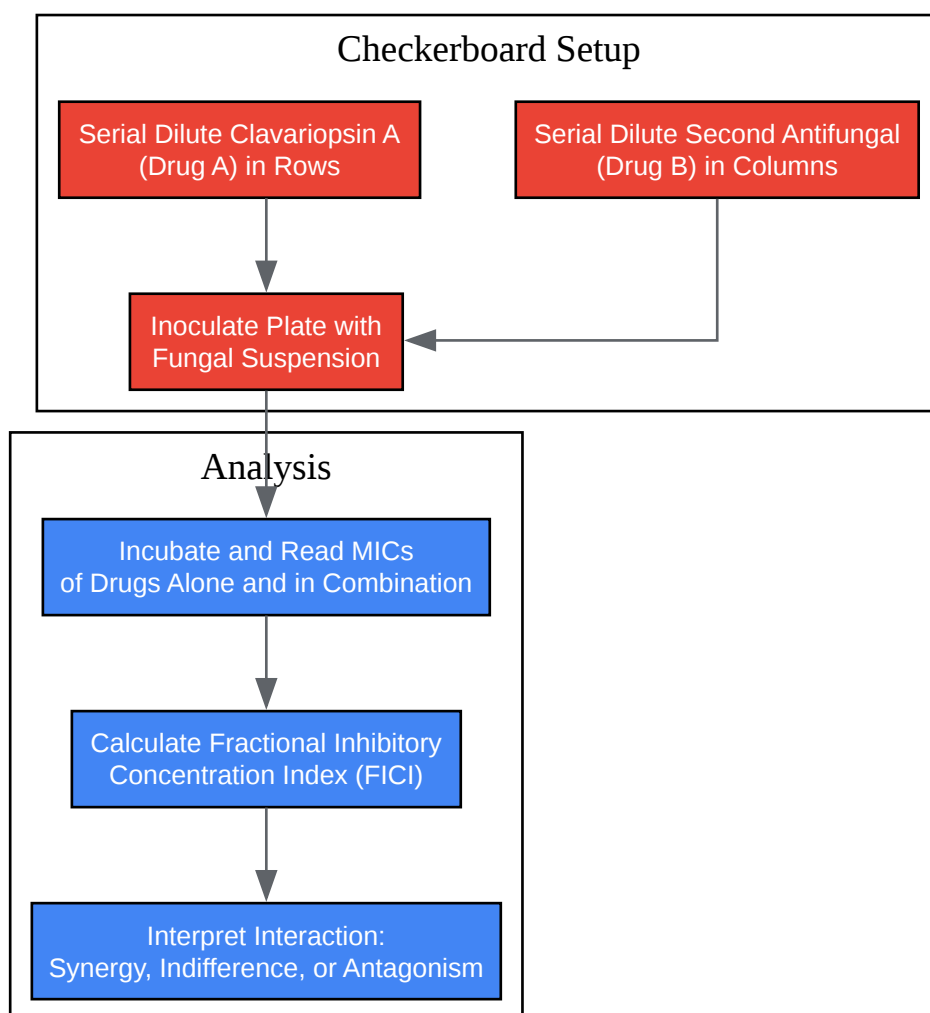 Checkerboard Setup
Serial Dilute Clavariopsin A
(Drug A) in Rows
Serial Dilute Second Antifungal
(Drug B) in Columns
Inoculate Plate with
Fungal Suspension
Analysis
Incubate and Read MICs
of Drugs Alone and in Combination
Calculate Fractional Inhibitory
Concentration Index (FICI)
Interpret Interaction:
Synergy, Indifference, or Antagonism